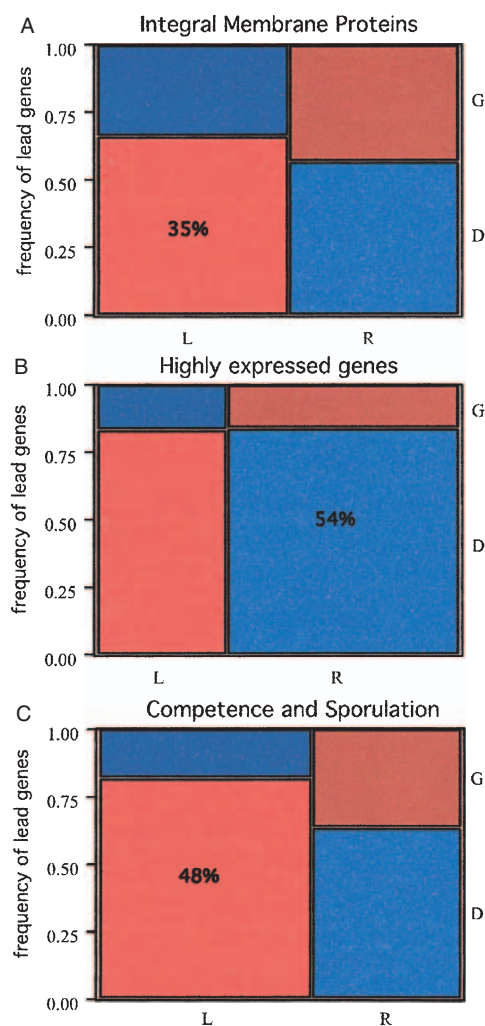 A
Integral Membrane Proteins
frequency of lead genes
1.00
0.75
0.50
0.25
0.00
35%
G
D
L R
B
Highly expressed genes
frequency of lead genes
1.00
0.75
0.50
0.25
0.00
54%
G
D
L R
C
Competence and Sporulation
frequency of lead genes
1.00
0.75
0.50
0.25
0.00
48%
G
D
L R